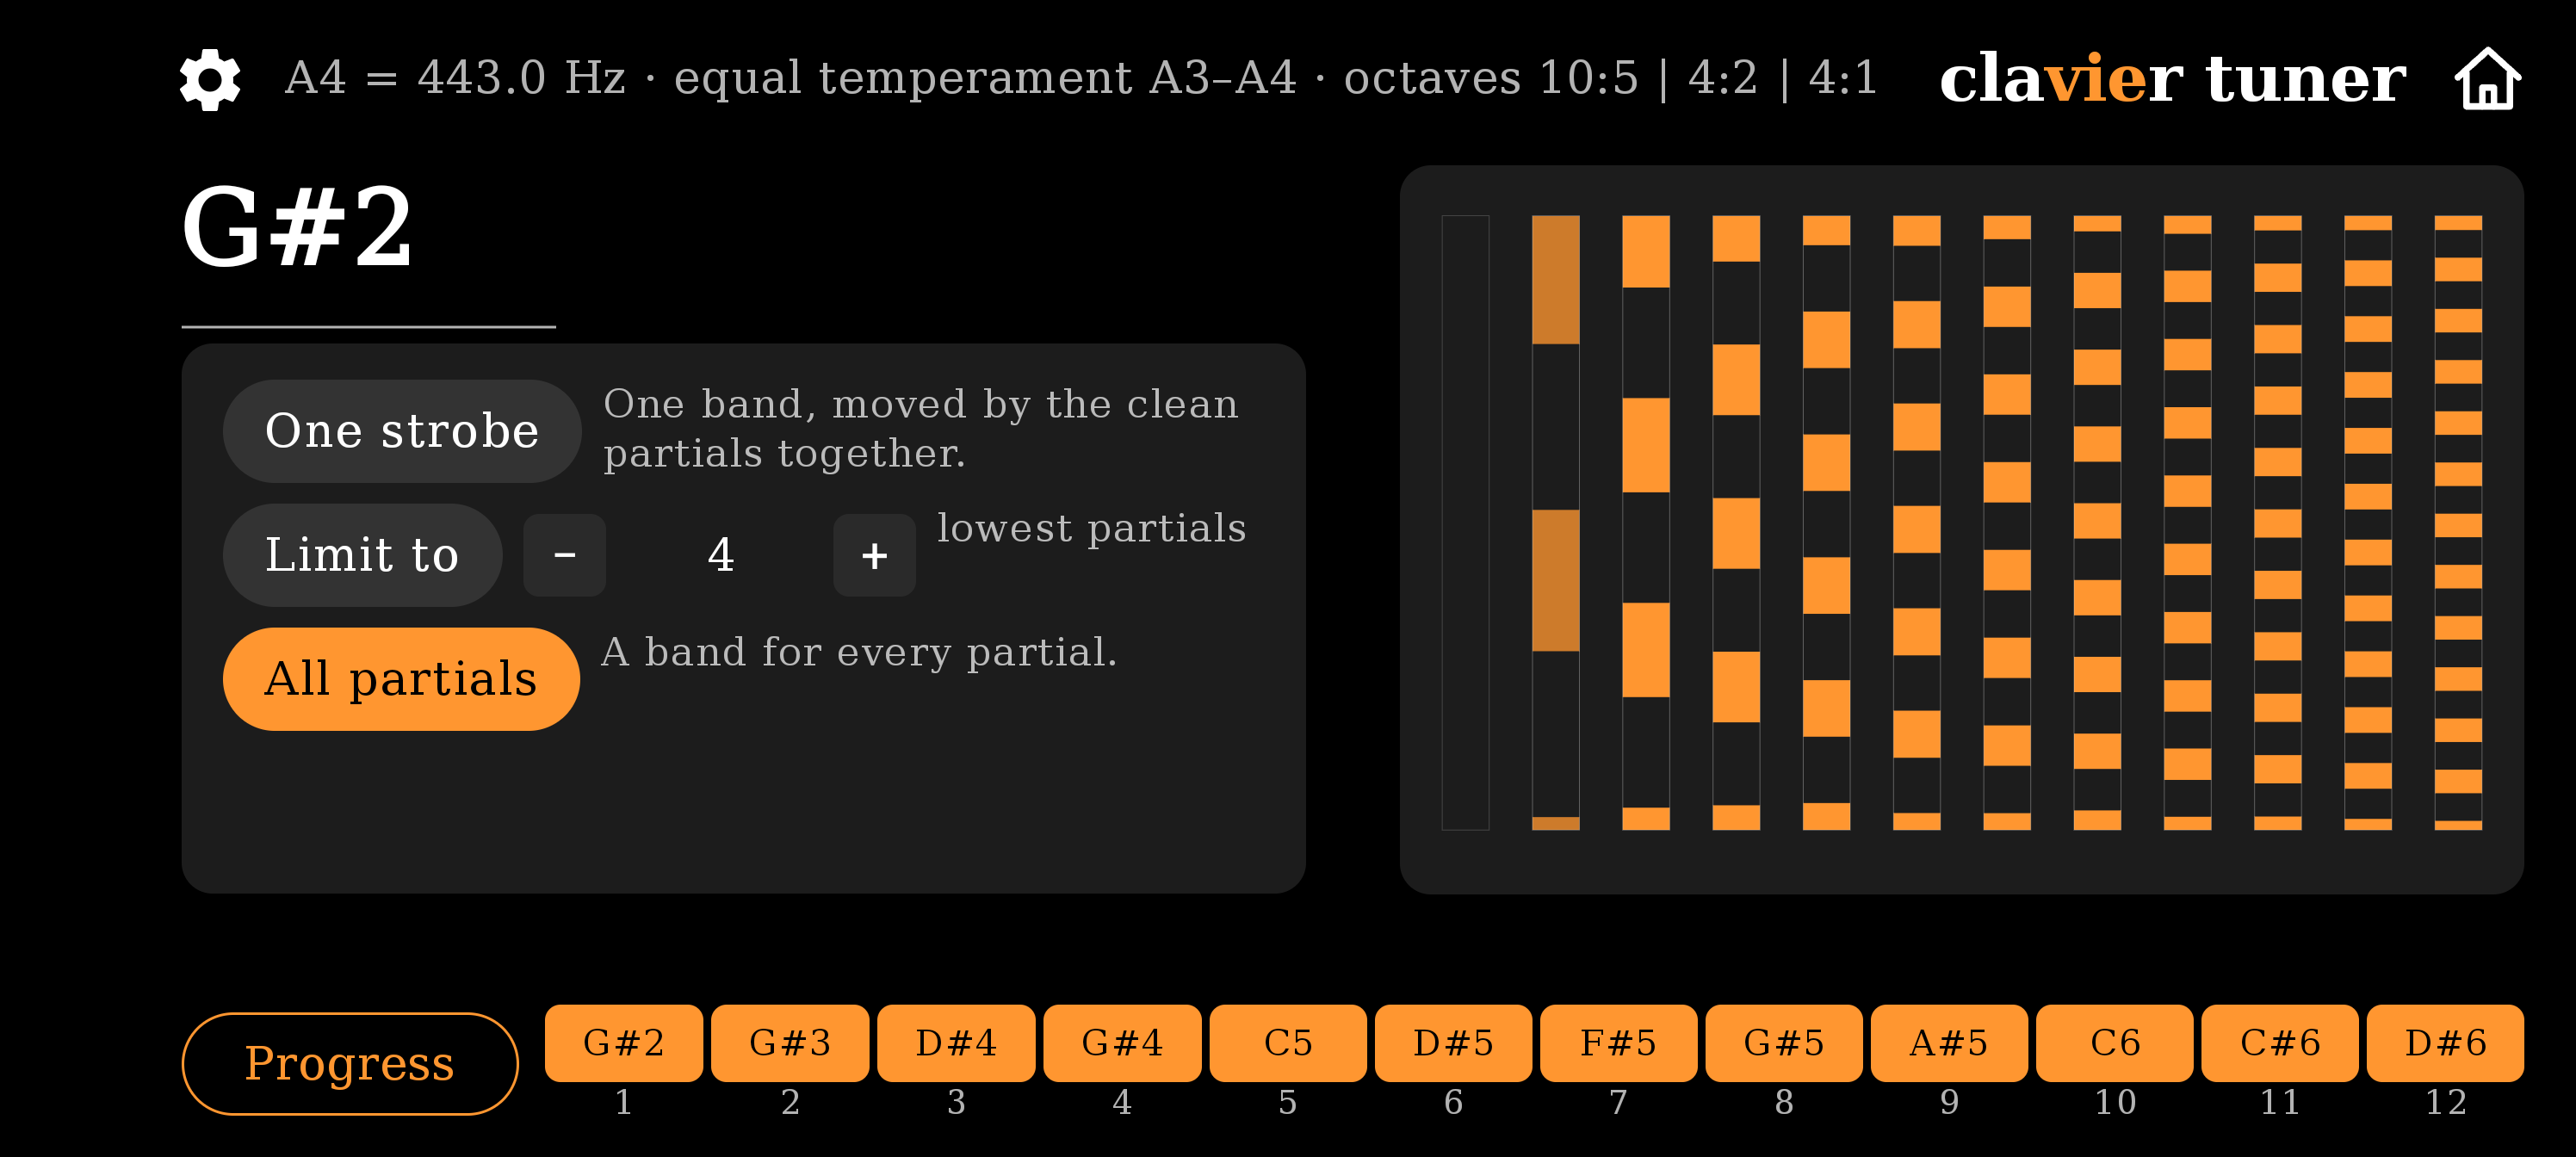 A4 = 443.0 Hz · equal temperament A3–A4 · octaves 10:5 | 4:2 | 4:1
clavier tuner
G#2
One strobe
One band, moved by the clean
partials together.
Limit to
−
4
+
lowest partials
All partials
A band for every partial.
Progress
G#2 G#3 D#4 G#4 C5 D#5 F#5 G#5 A#5 C6 C#6 D#6
1 2 3 4 5 6 7 8 9 10 11 12